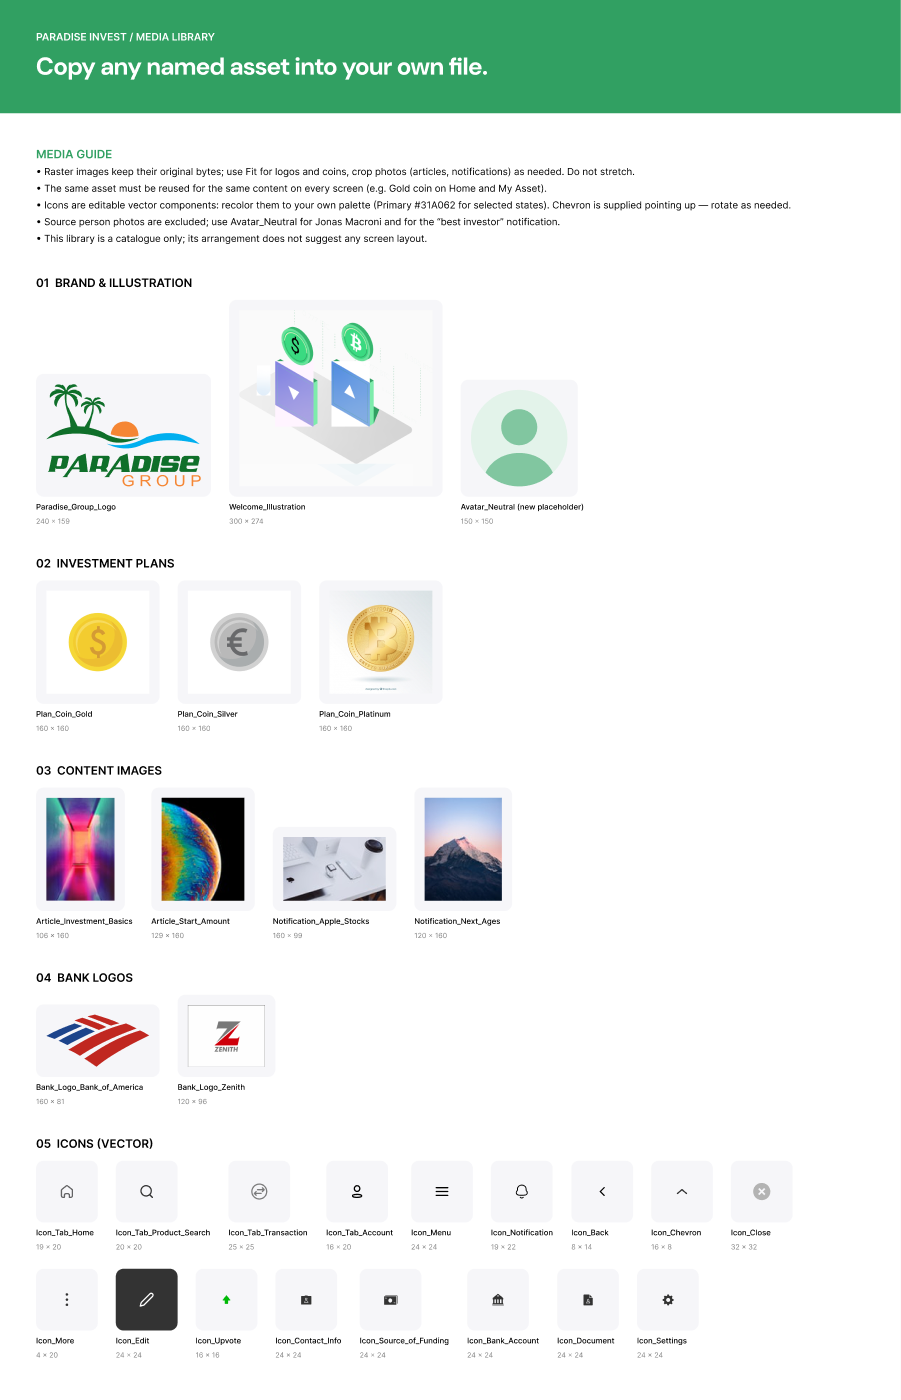 PARADISE INVEST / MEDIA LIBRARY
Copy any named asset into your own file.
MEDIA GUIDE
• Raster images keep their original bytes; use Fit for logos and coins, crop photos (articles, notifications) as needed. Do not stretch.
• The same asset must be reused for the same content on every screen (e.g. Gold coin on Home and My Asset).
• Icons are editable vector components: recolor them to your own palette (Primary #31A062 for selected states). Chevron is supplied pointing up — rotate as needed.
• Source person photos are excluded; use Avatar_Neutral for Jonas Macroni and for the “best investor” notification.
• This library is a catalogue only; its arrangement does not suggest any screen layout.
01 BRAND & ILLUSTRATION
PARADISE
GROUP
Paradise_Group_Logo
240 × 159
Welcome_Illustration
300 × 274
Avatar_Neutral (new placeholder)
150 × 150
02 INVESTMENT PLANS
Plan_Coin_Gold
160 × 160
Plan_Coin_Silver
160 × 160
Plan_Coin_Platinum
160 × 160
03 CONTENT IMAGES
Article_Investment_Basics
106 × 160
Article_Start_Amount
129 × 160
Notification_Apple_Stocks
160 × 99
Notification_Next_Ages
120 × 160
04 BANK LOGOS
ZENITH
Bank_Logo_Bank_of_America
160 × 81
Bank_Logo_Zenith
120 × 96
05 ICONS (VECTOR)
Icon_Tab_Home
19 × 20
Icon_Tab_Product_Search
20 × 20
Icon_Tab_Transaction
25 × 25
Icon_Tab_Account
16 × 20
Icon_Menu
24 × 24
Icon_Notification
19 × 22
Icon_Back
8 × 14
Icon_Chevron
16 × 8
Icon_Close
32 × 32
Icon_More
4 × 20
Icon_Edit
24 × 24
Icon_Upvote
16 × 16
Icon_Contact_Info
24 × 24
Icon_Source_of_Funding
24 × 24
Icon_Bank_Account
24 × 24
Icon_Document
24 × 24
Icon_Settings
24 × 24